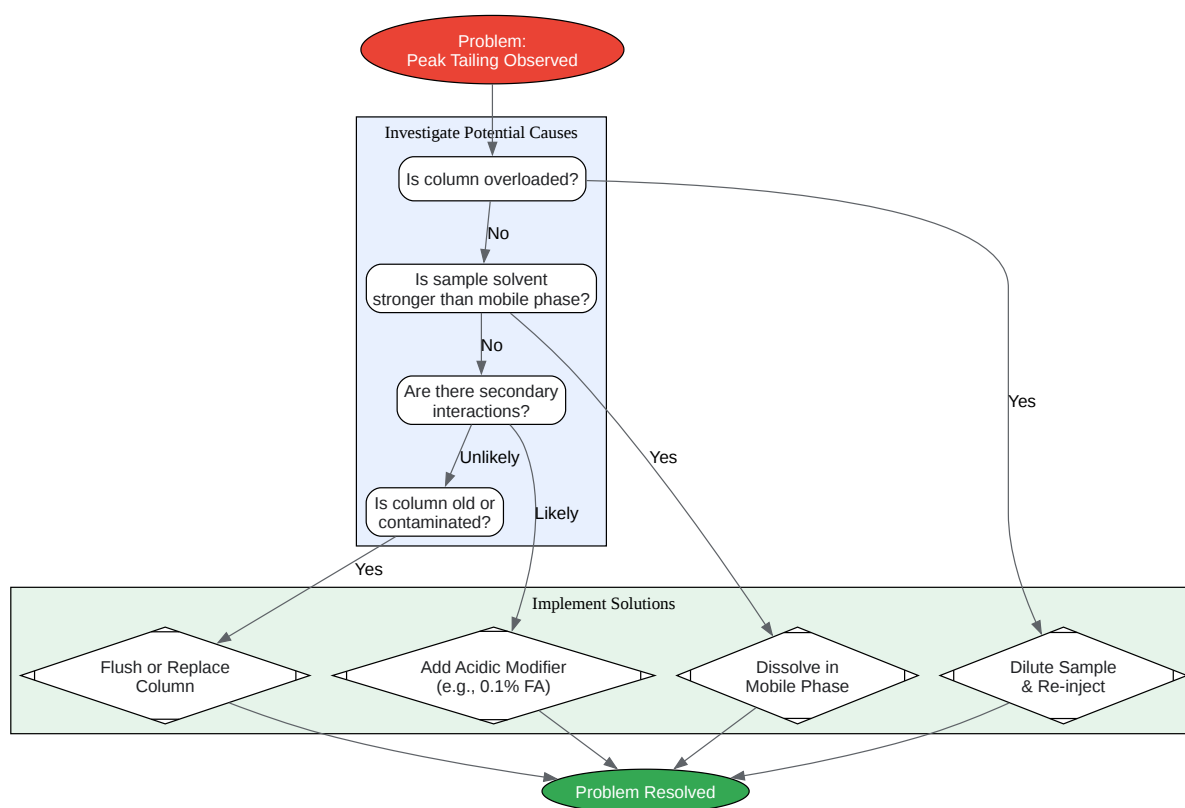 Problem:
Peak Tailing Observed
Investigate Potential Causes
Is column overloaded?
No
Is sample solvent
stronger than mobile phase?
No
Yes
Are there secondary
interactions?
Unlikely
Yes
Is column old or
contaminated?
Likely
Yes
Implement Solutions
Flush or Replace
Column
Add Acidic Modifier
(e.g., 0.1% FA)
Dissolve in
Mobile Phase
Dilute Sample
& Re-inject
Problem Resolved